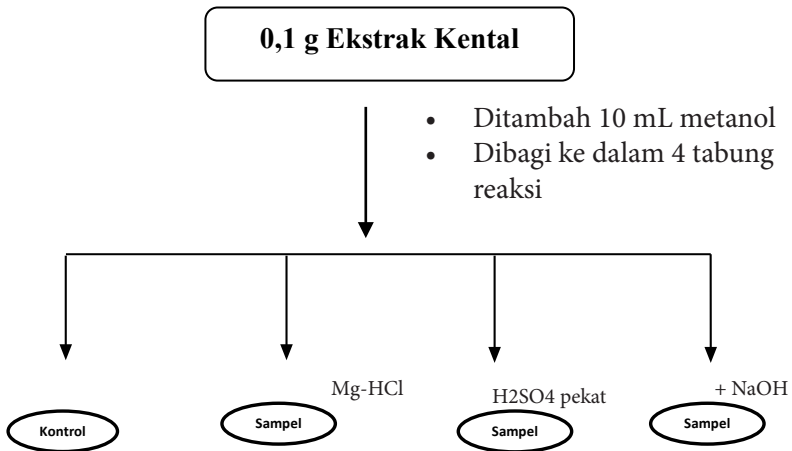 0,1 g Ekstrak Kental
• Ditambah 10 mL metanol
• Dibagi ke dalam 4 tabung
reaksi
Mg-HCl
H2SO4 pekat
+ NaOH
Kontrol
Sampel
Sampel
Sampel